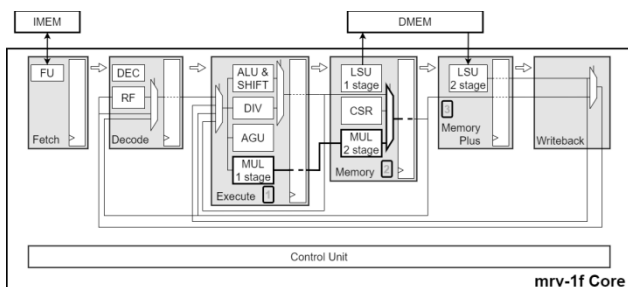 IMEM
DMEM
FU
Fetch
DEC
RF
Decode
ALU &
SHIFT
DIV
AGU
MUL
1 stage
Execute
1
LSU
1 stage
CSR
MUL
2 stage
Memory
2
LSU
2 stage
3
Memory
Plus
Writeback
Control Unit
mrv-1f Core